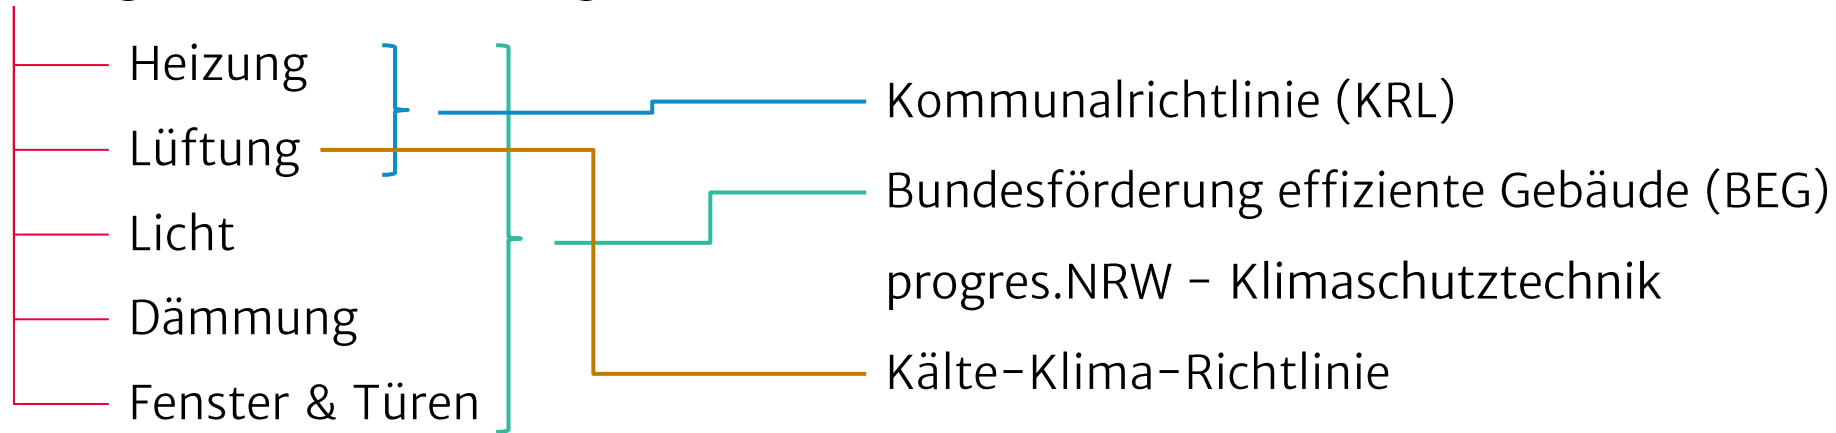 Heizung
Lüftung
Licht
Dämmung
Fenster & Türen
Kommunalrichtlinie (KRL)
Bundesförderung effiziente Gebäude (BEG)
progres.NRW - Klimaschutztechnik
Kälte-Klima-Richtlinie